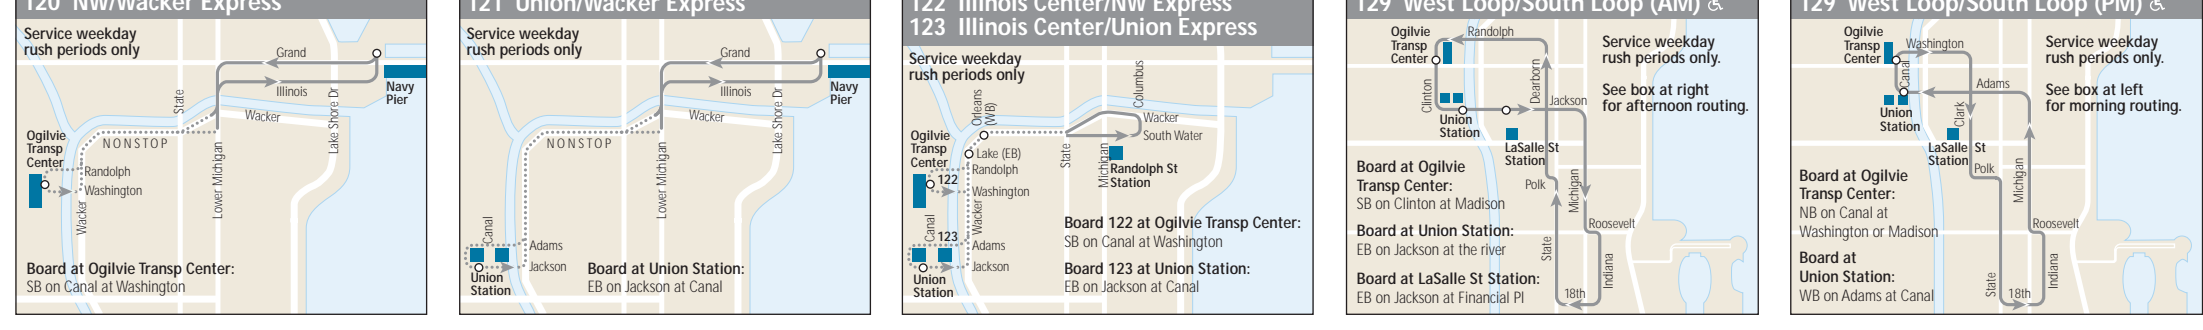 120 NW/Wacker Express
Service weekday
rush periods only
Grand
Illinois
Navy
Pier
State
Wacker
Lake Shore Dr
Ogilvie
Transp
Center
NONSTOP
Randolph
Washington
Wacker
Lower Michigan
Board at Ogilvie Transp Center:
SB on Canal at Washington
121 Union/Wacker Express
Service weekday
rush periods only
Grand
Illinois
Navy
Pier
Wacker
Lake Shore Dr
NONSTOP
Lower Michigan
Canal
Adams
Jackson
Union
Station
Board at Union Station:
EB on Jackson at Canal
122 Illinois Center/NW Express
123 Illinois Center/Union Express
Service weekday
rush periods only
Orleans
(WB)
Columbus
Wacker
South Water
Ogilvie
Transp
Center
Lake (EB)
State
Michigan
Randolph
122
Washington
Randolph St
Station
Canal
Wacker
123
Adams
Jackson
Union
Station
Board 122 at Ogilvie Transp Center:
SB on Canal at Washington
Board 123 at Union Station:
EB on Jackson at Canal
129 West Loop/South Loop (AM)
Ogilvie
Transp
Center
Randolph
Service weekday
rush periods only.
See box at right
for afternoon routing.
Clinton
Dearborn
Jackson
Union
Station
LaSalle St
Station
Board at Ogilvie
Transp Center:
SB on Clinton at Madison
Polk
Michigan
Roosevelt
Board at Union Station:
EB on Jackson at the river
State
Indiana
Board at LaSalle St Station:
EB on Jackson at Financial Pl
18th
129 West Loop/South Loop (PM)
Ogilvie
Transp
Center
Washington
Service weekday
rush periods only.
See box at left
for morning routing.
Canal
Adams
Union
Station
Clark
LaSalle St
Station
Polk
Michigan
Board at Ogilvie
Transp Center:
NB on Canal at
Washington or Madison
Roosevelt
Board at
Union Station:
WB on Adams at Canal
State
Indiana
18th